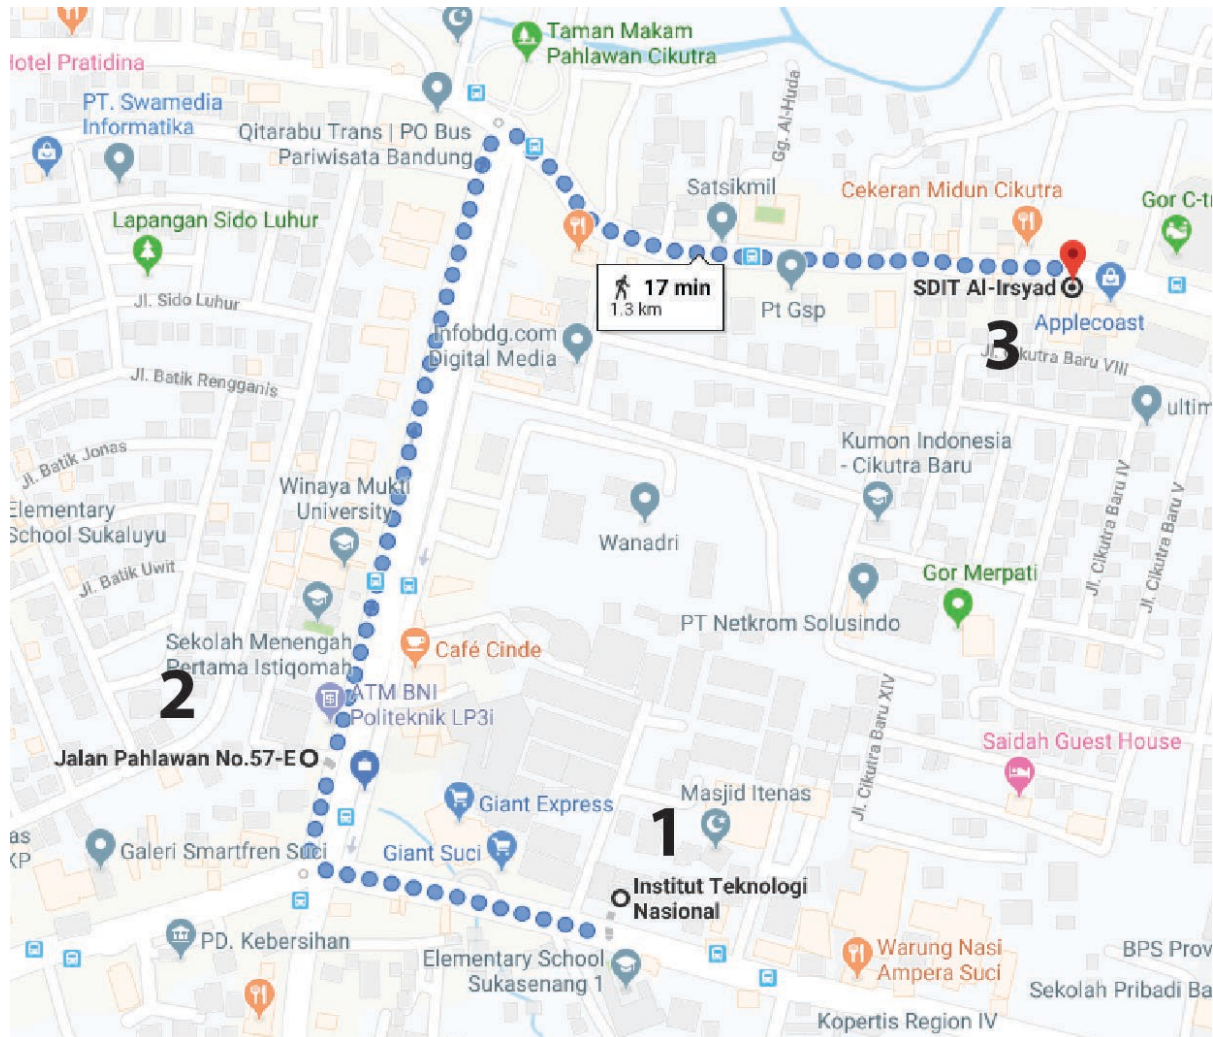 Taman Makam
Pahlawan Cikutra
Hotel Pratidina
PT. Swamedia
Informatika
Qitarabu Trans | PO Bus
Pariwisata Bandung
Gg. Al-Huda
Satsikmil
Cekeran Midun Cikutra
Gor C-tr
Lapangan Sido Luhur
17 min
1.3 km
SDIT Al-Irsyad
Pt Gsp
Applecoast
Jl. Sido Luhur
Infobdg.com
Digital Media
3
Jl. Cikutra Baru VIII
Jl. Batik Rengganis
ultim
Kumon Indonesia
- Cikutra Baru
Jl. Batik Jonas
Winaya Mukti
University
Jl. Cikutra Baru IV
Jl. Cikutra Baru V
Elementary
School Sukaluyu
Wanadri
Jl. Batik Uwit
Gor Merpati
PT Netkrom Solusindo
Sekolah Menengah
Pertama Istiqomah
Café Cinde
2
ATM BNI
Politeknik LP3i
Jl. Cikutra Baru XIV
Saidah Guest House
Jalan Pahlawan No.57-E
Giant Express
Masjid Itenas
1
as
XP
Galeri Smartfren Suci
Giant Suci
Institut Teknologi
Nasional
PD. Kebersihan
Elementary School
Sukasenang 1
Warung Nasi
Ampera Suci
BPS Prov
Sekolah Pribadi Ba
Kopertis Region IV